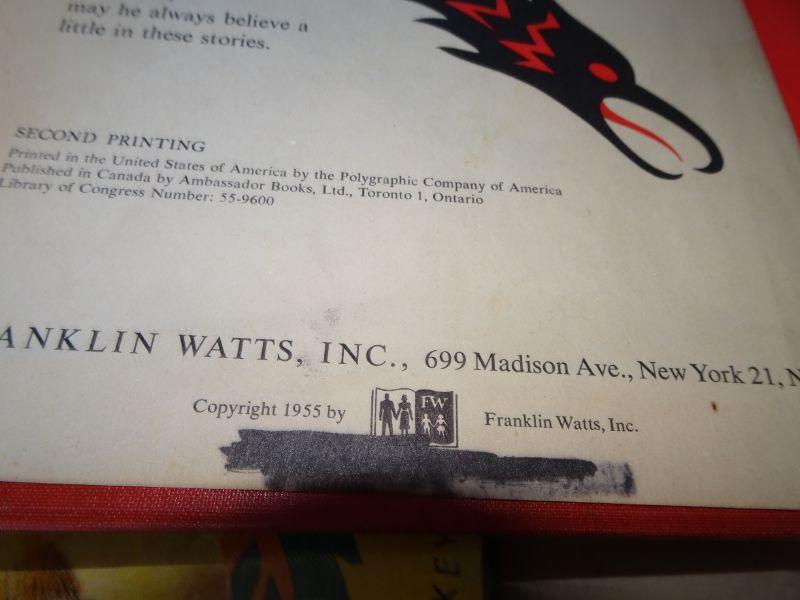 may he always believe a
little in these stories.
SECOND PRINTING
Printed in the United States of America by the Polygraphic Company of America
Published in Canada by Ambassador Books, Ltd., Toronto 1, Ontario
Library of Congress Number: 55-9600
ANKLIN WATTS, INC., 699 Madison Ave., New York 21, N
Copyright 1955 by FW Franklin Watts, Inc.
KEY